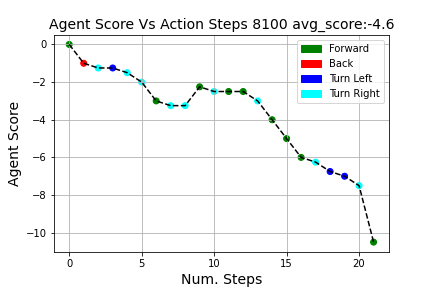 Agent Score Vs Action Steps 8100 avg_score:-4.6
Forward
Back
Turn Left
Turn Right
Agent Score
0
−2
−4
−6
−8
−10
0 5 10 15 20
Num. Steps